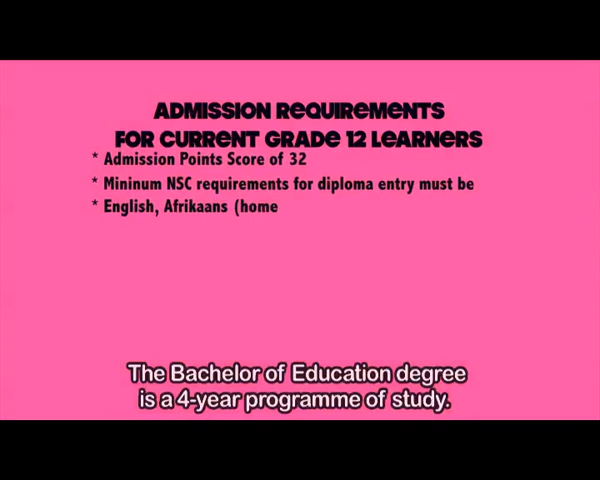 ADMISSION REQUIREMENTS
FOR CURRENT GRADE 12 LEARNERS
* Admission Points Score of 32
* Mininum NSC requirements for diploma entry must be
* English, Afrikaans (home
The Bachelor of Education degree
is a 4-year programme of study.